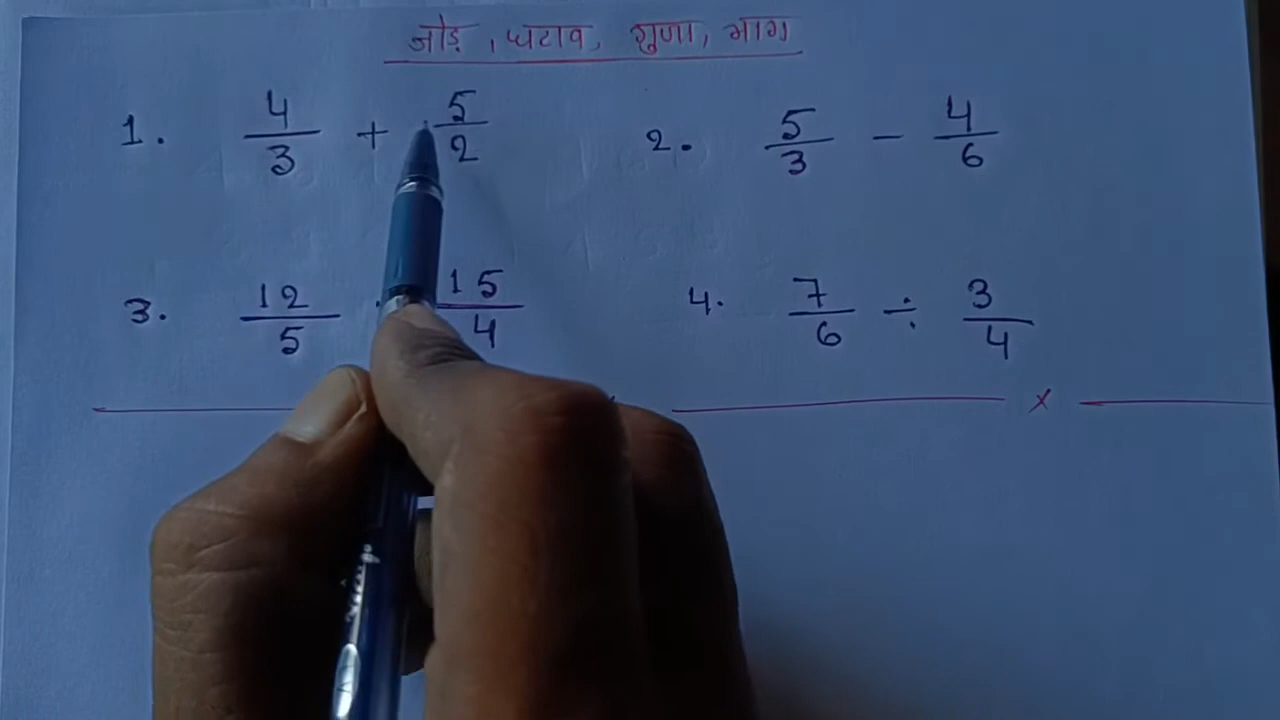 जोड़, घटाव, गुणा, भाग
1. 4/3 + 5/2 2. 5/3 - 4/6
3. 12/5 15/4 4. 7/6 ÷ 3/4
x